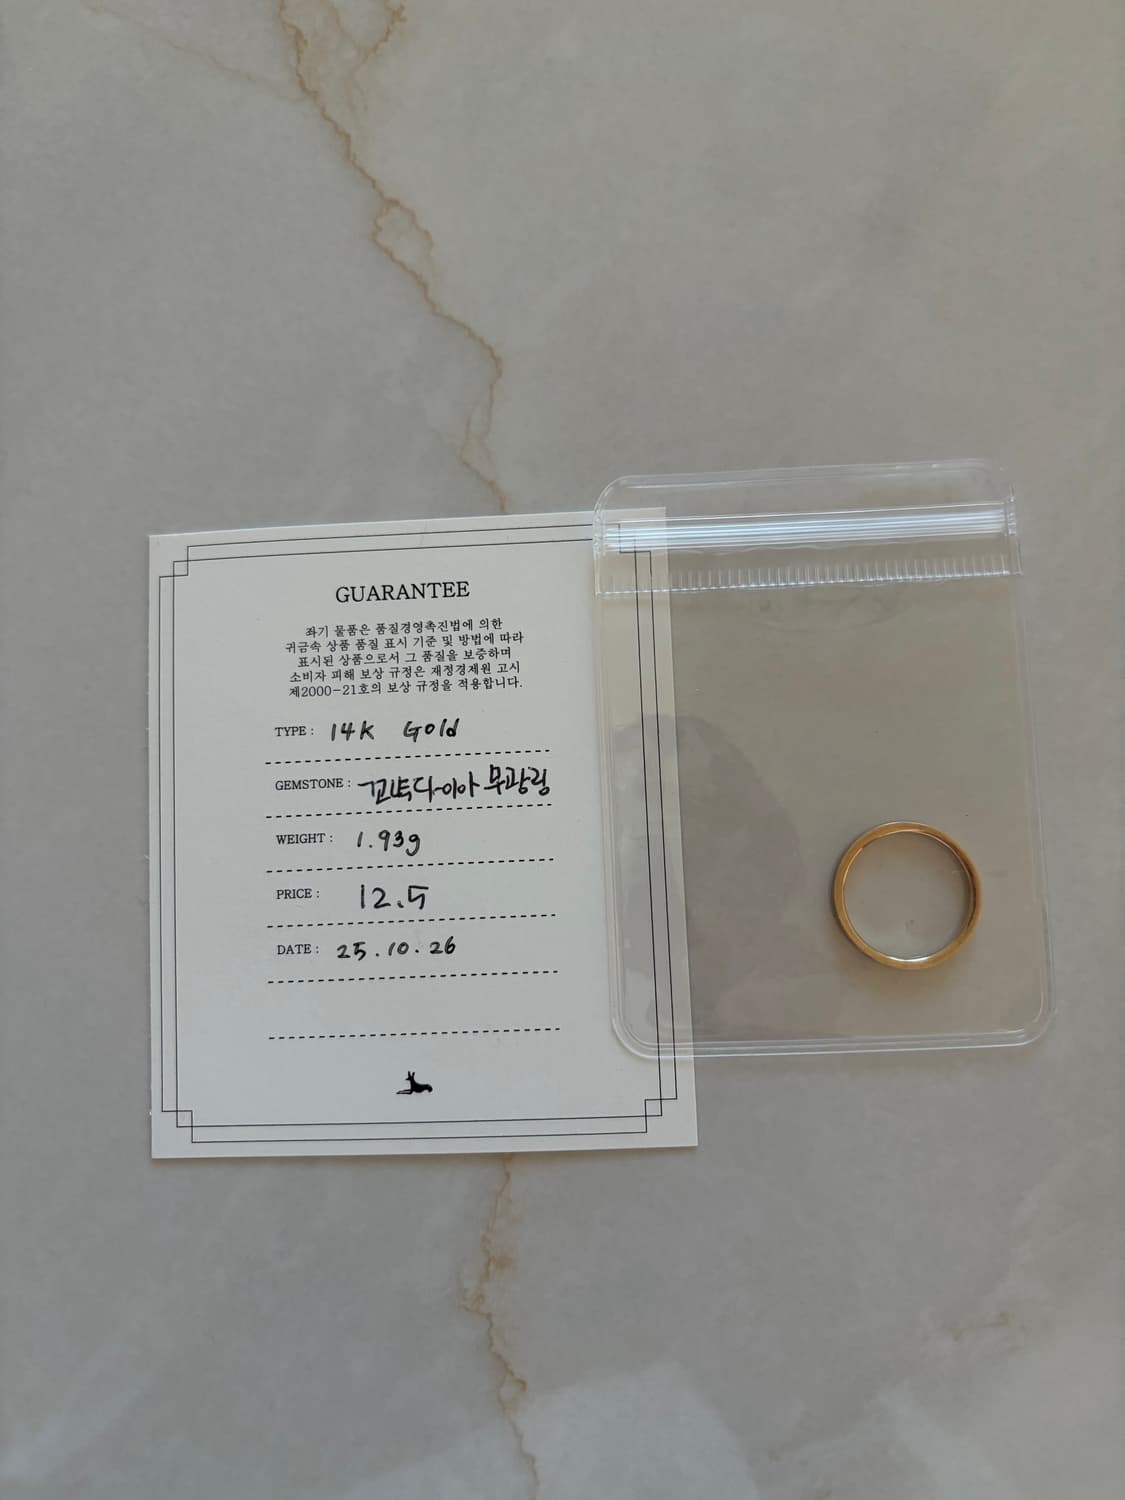 GUARANTEE
좌기 물품은 품질경영촉진법에 의한
귀금속 상품 품질 표시 기준 및 방법에 따라
표시된 상품으로서 그 품질을 보증하며
소비자 피해 보상 규정은 재정경제원 고시
제2000-21호의 보상 규정을 적용합니다.
TYPE : 14K Gold
GEMSTONE : 무광링
WEIGHT : 1.93g
PRICE : 12.5
DATE : 25.10.26